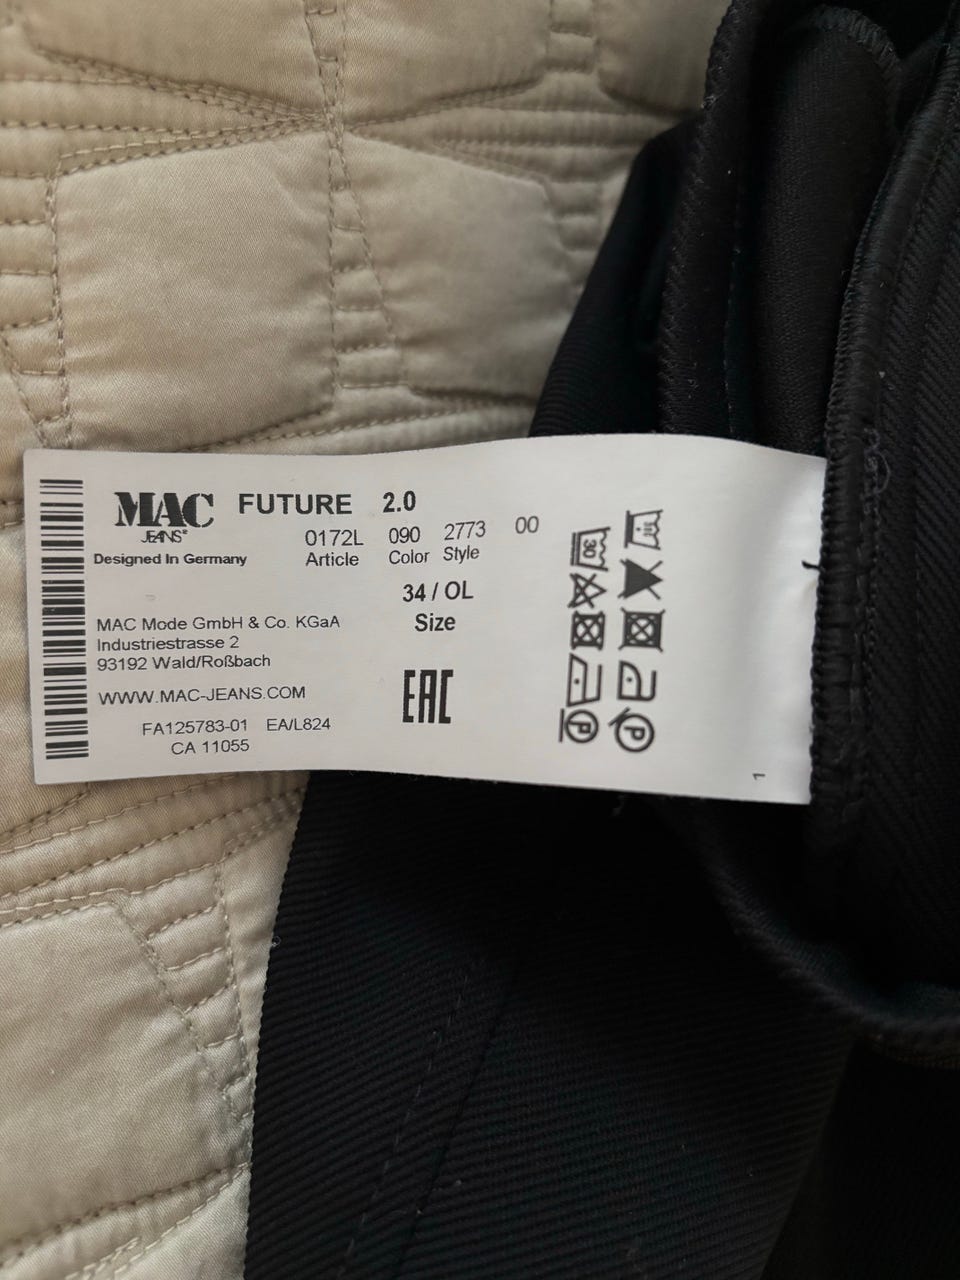 MAC FUTURE 2.0
JEANS
0172L 090 2773 00
Article Color Style
Designed In Germany
34 / OL
Size
MAC Mode GmbH & Co. KGaA
Industriestrasse 2
93192 Wald/Roßbach
WWW.MAC-JEANS.COM
FA125783-01 EA/L824
CA 11055
EAC
30
P
P
1